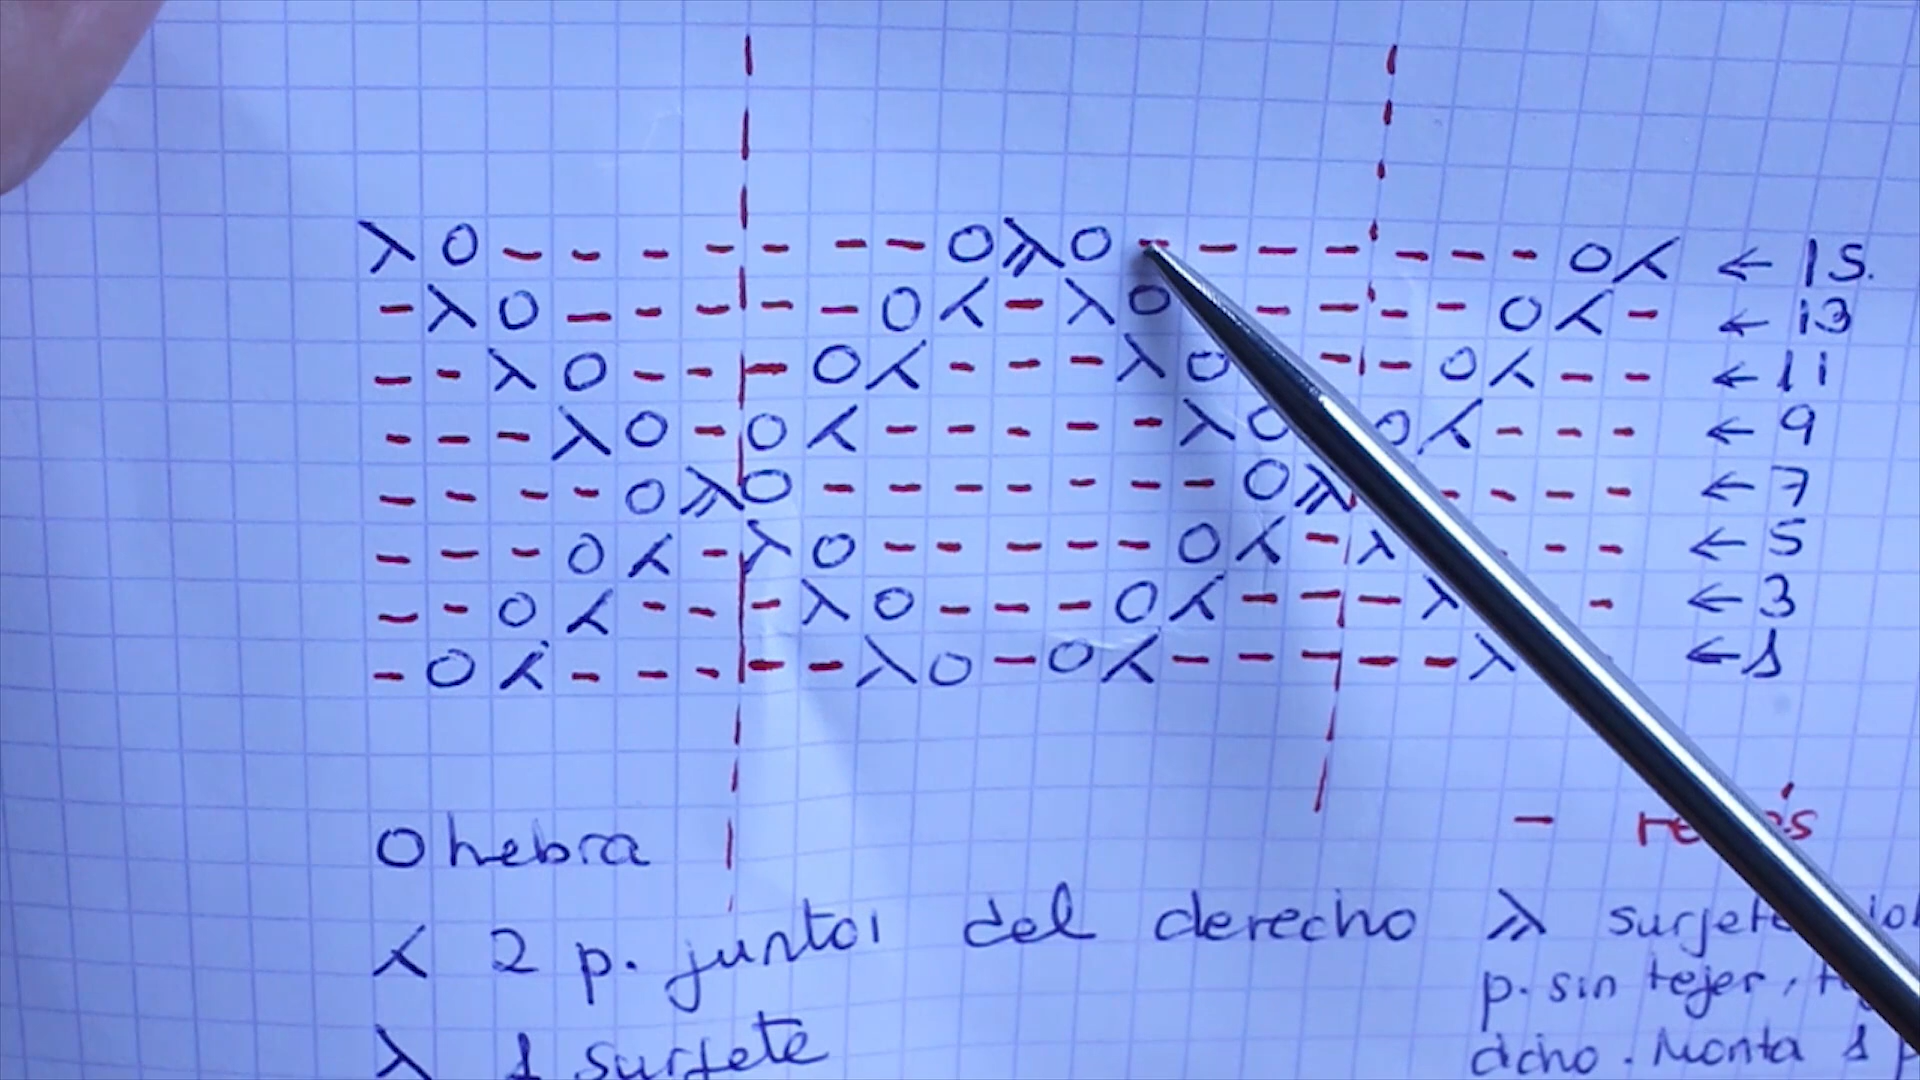 λ O - - - - - - - O ⩚ O - - - - - - - O ⋌ ← 15.
- λ O - - - - - O ⋌ - λ O - - - - O ⋌ - ← 13
- - λ O - - - O ⋌ - - - λ O - - O ⋌ - - ← 11
- - - λ O - O ⋌ - - - - - λ O O ⋌ - - - ← 9
- - - - O ⩚ O - - - - - - - O ⩚ - - - - ← 7
- - - O ⋌ - λ O - - - - - O ⋌ - λ - - ← 5
- - O ⋌ - - - λ O - - - O ⋌ - - - λ - ← 3
- O ⋌ - - - - - λ O - O ⋌ - - - - - λ ← 1
O hebra
-
⋌ 2 p. juntos del derecho
λ 1 surjete
⩚ surjete
p. sin tejer,
dicho. Monta 1